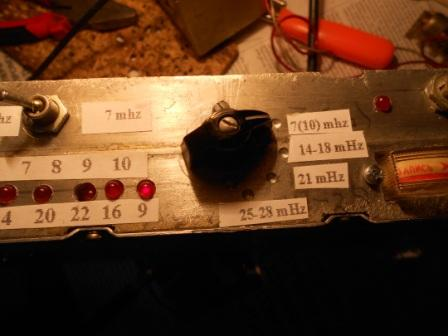 hz
7 mhz
7(10) mhz
14-18 mHz
21 mHz
7 8 9 10
4 20 22 16 9
25-28 mHz